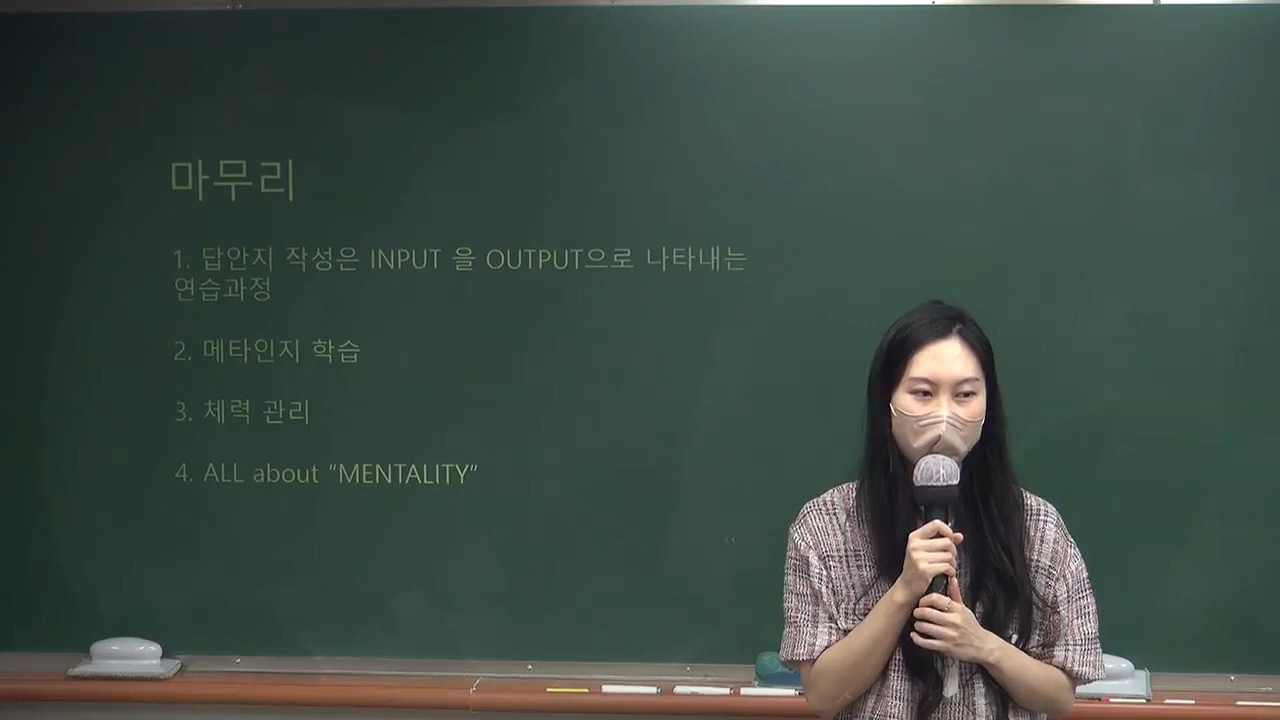 마무리
1. 답안지 작성은 INPUT 을 OUTPUT으로 나타내는
연습과정
2. 메타인지 학습
3. 체력 관리
4. ALL about “MENTALITY”